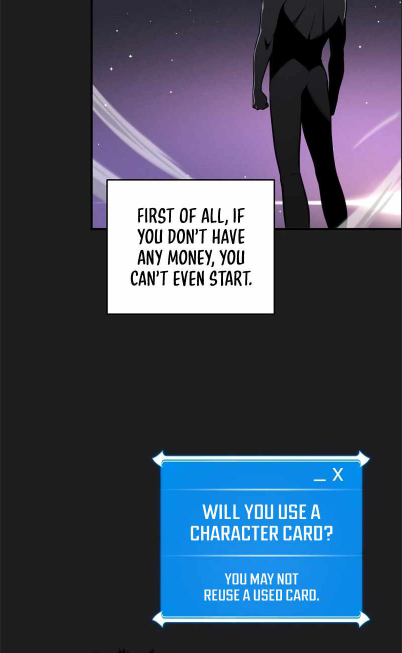 FIRST OF ALL, IF
YOU DON'T HAVE
ANY MONEY, YOU
CAN'T EVEN START.
_ X
WILL YOU USE A
CHARACTER CARD?
YOU MAY NOT
REUSE A USED CARD.